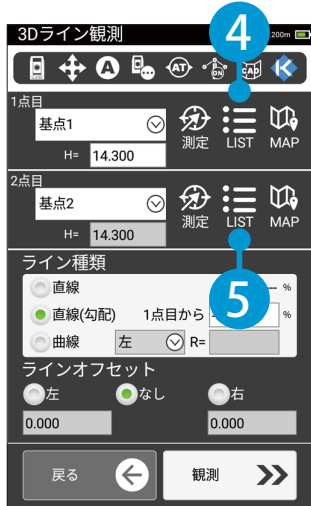 3Dライン観測 4 200m
A AT ON CAD
1点目
基点1
H= 14.300 測定 LIST MAP
2点目
基点2
H= 14.300 測定 LIST MAP
5
ライン種類
直線 %
直線(勾配) 1点目から %
曲線 左 R=
ラインオフセット
左 なし 右
0.000 0.000
戻る 観測